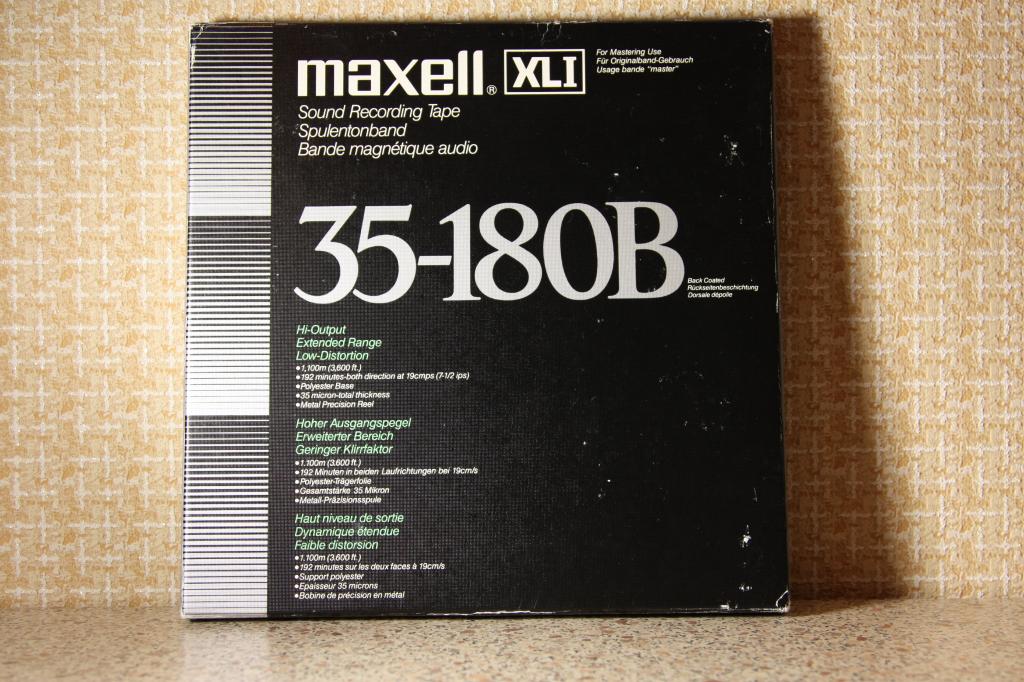 maxell® XLI
For Mastering Use
Für Originalband-Gebrauch
Usage bande "master"
Sound Recording Tape
Spulentonband
Bande magnétique audio
35-180B
Back Coated
Rückseitenbeschichtung
Dorsale dépolie
Hi-Output
Extended Range
Low-Distortion
•1,100m (3,600 ft.)
•192 minutes-both direction at 19cmps (7-1/2 ips)
•Polyester Base
•35 micron-total thickness
•Metal Precision Reel
Hoher Ausgangspegel
Erweiterter Bereich
Geringer Klirrfaktor
•1.100m (3.600 ft.)
•192 Minuten in beiden Laufrichtungen bei 19cm/s
•Polyester-Trägerfolie
•Gesamtstärke 35 Mikron
•Metall-Präzisionsspule
Haut niveau de sortie
Dynamique étendue
Faible distorsion
•1.100m (3.600 ft.)
•192 minutes sur les deux faces à 19cm/s
•Support polyester
•Epaisseur 35 microns
•Bobine de précision en métal